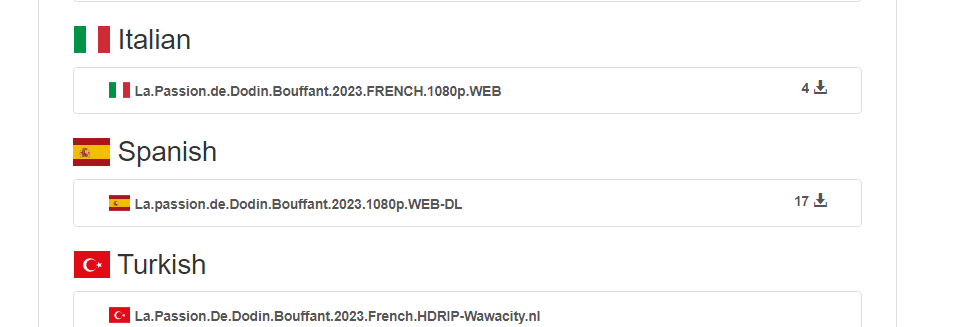 Italian
La.Passion.de.Dodin.Bouffant.2023.FRENCH.1080p.WEB 4
Spanish
La.passion.de.Dodin.Bouffant.2023.1080p.WEB-DL 17
Turkish
La.Passion.De.Dodin.Bouffant.2023.French.HDRIP-Wawacity.nl